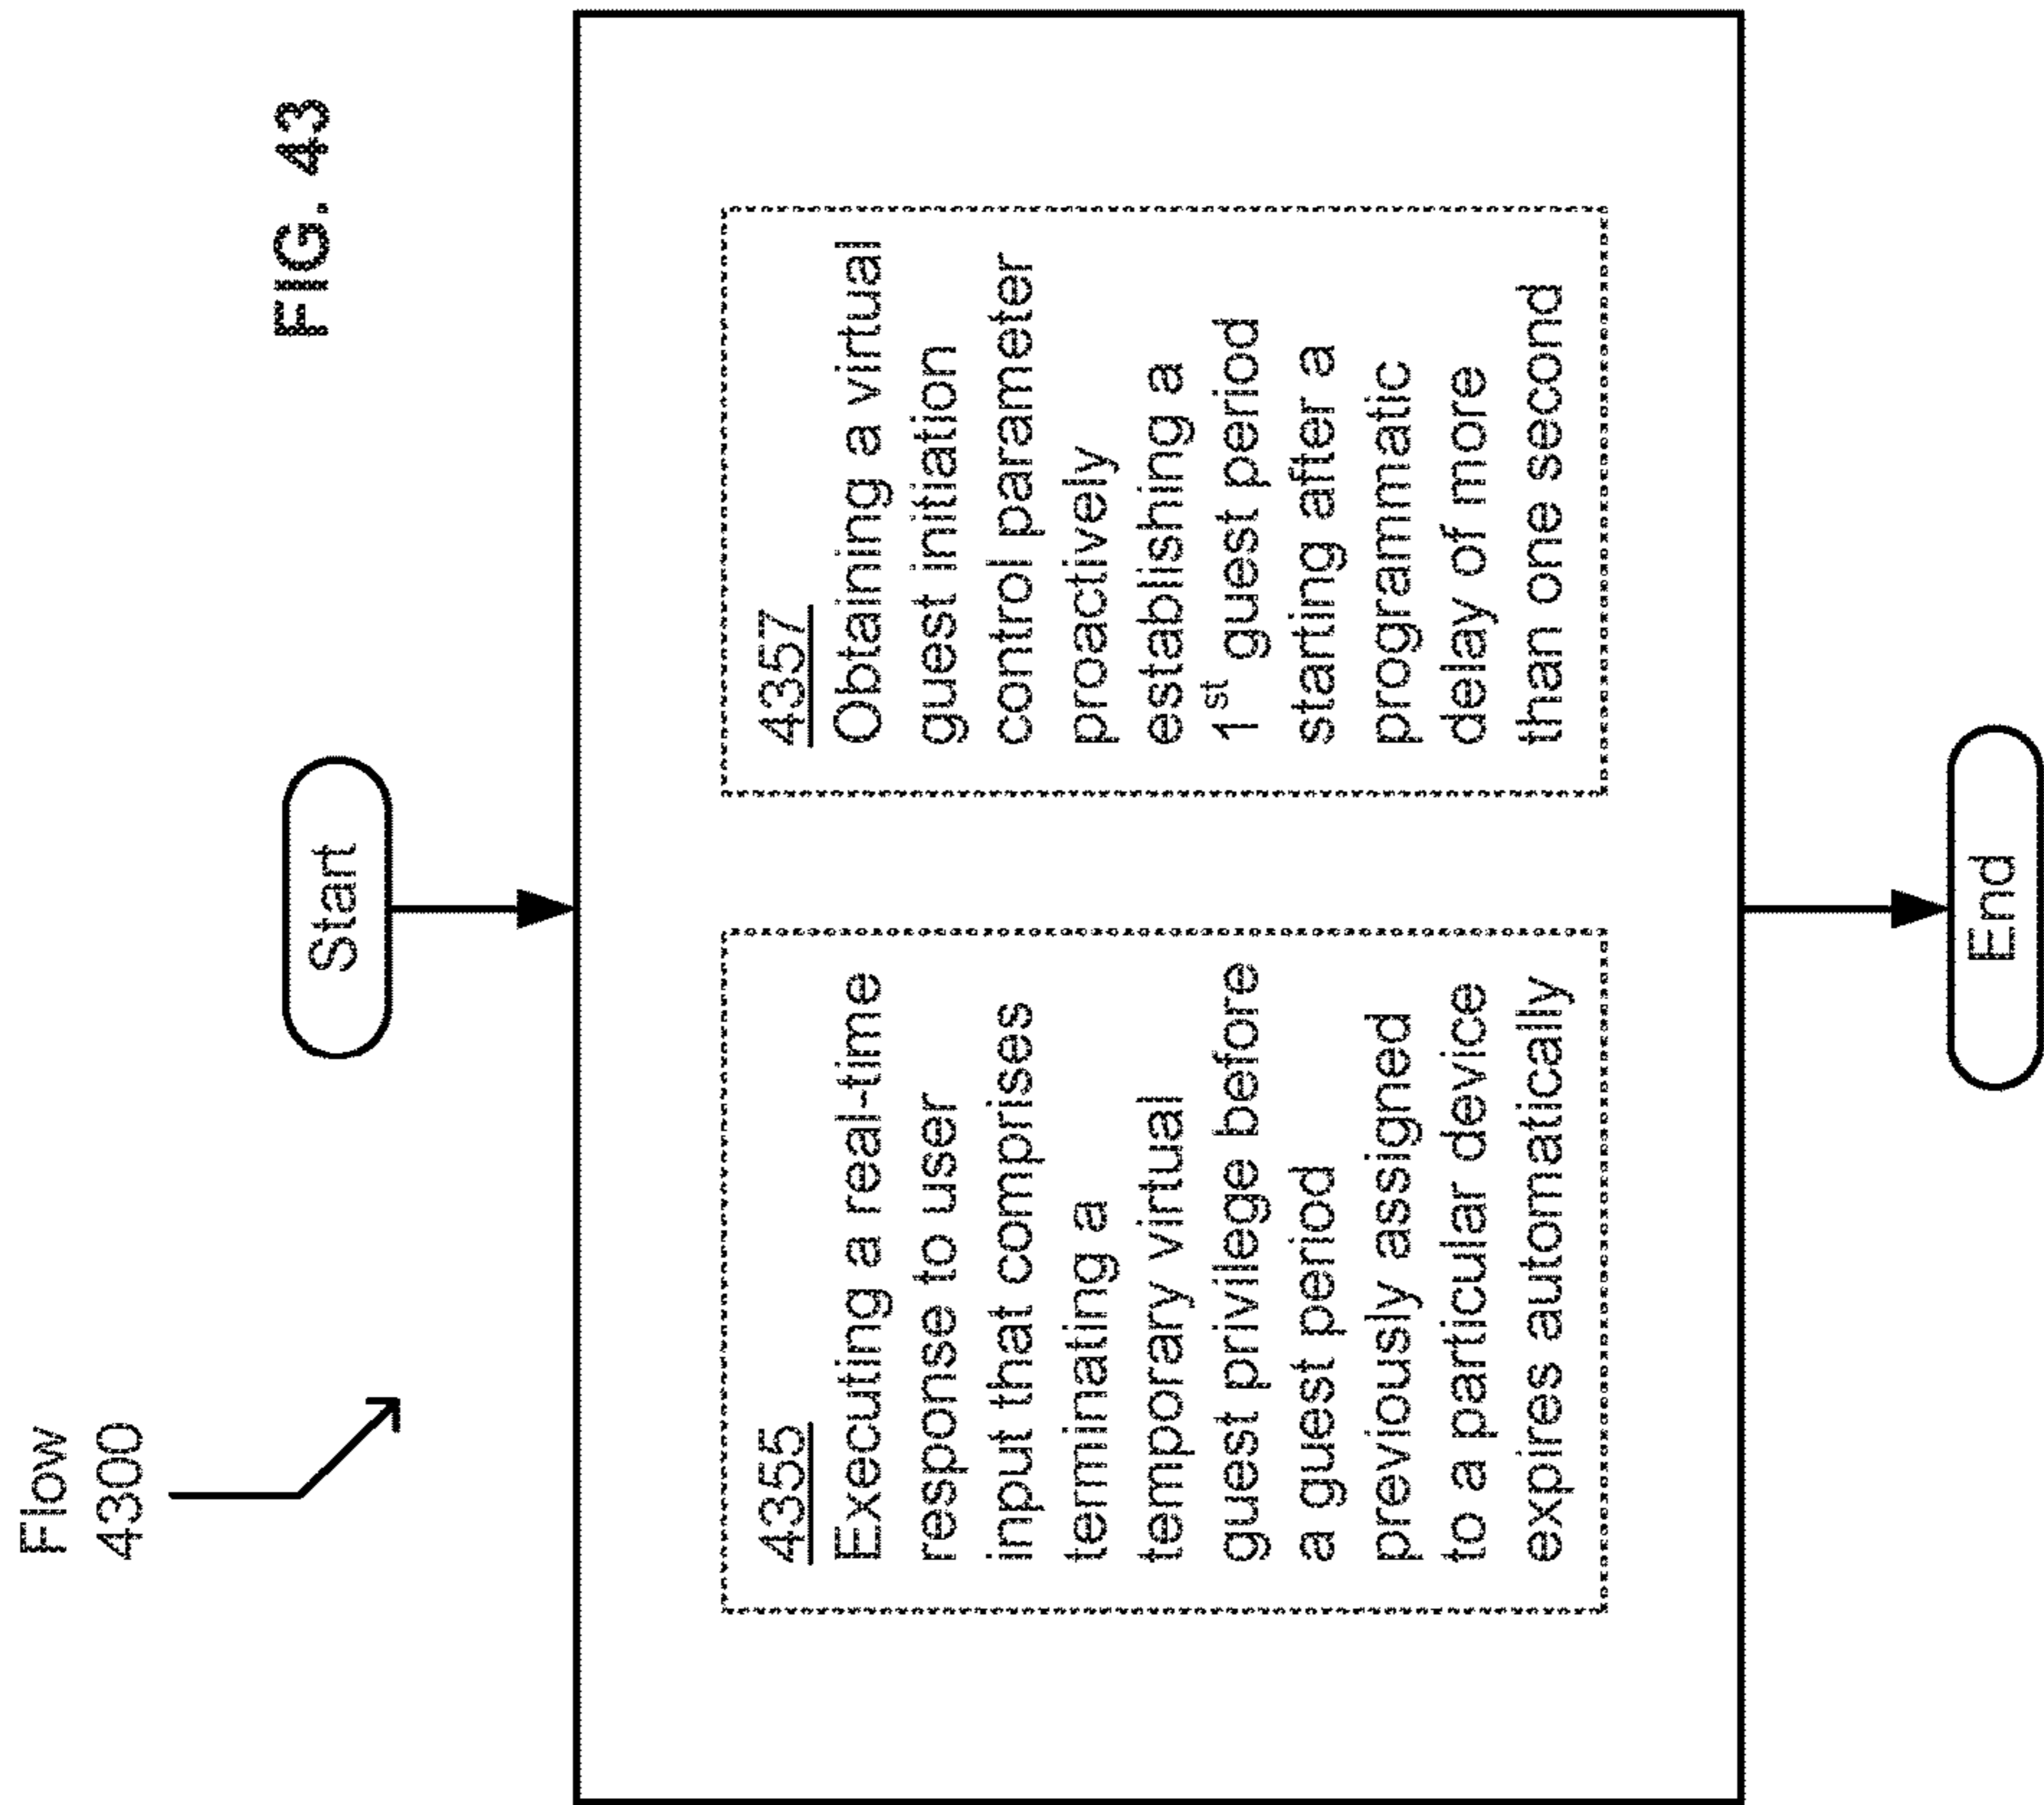 Flow
4300
FIG. 43
Start
4355
Executing a real-time
response to user
input that comprises
terminating a
temporary virtual
guest privilege before
a guest period
previously assigned
to a particular device
expires automatically
4357
Obtaining a virtual
guest initiation
control parameter
proactively
establishing a
1st guest period
starting after a
programmatic
delay of more
than one second
End